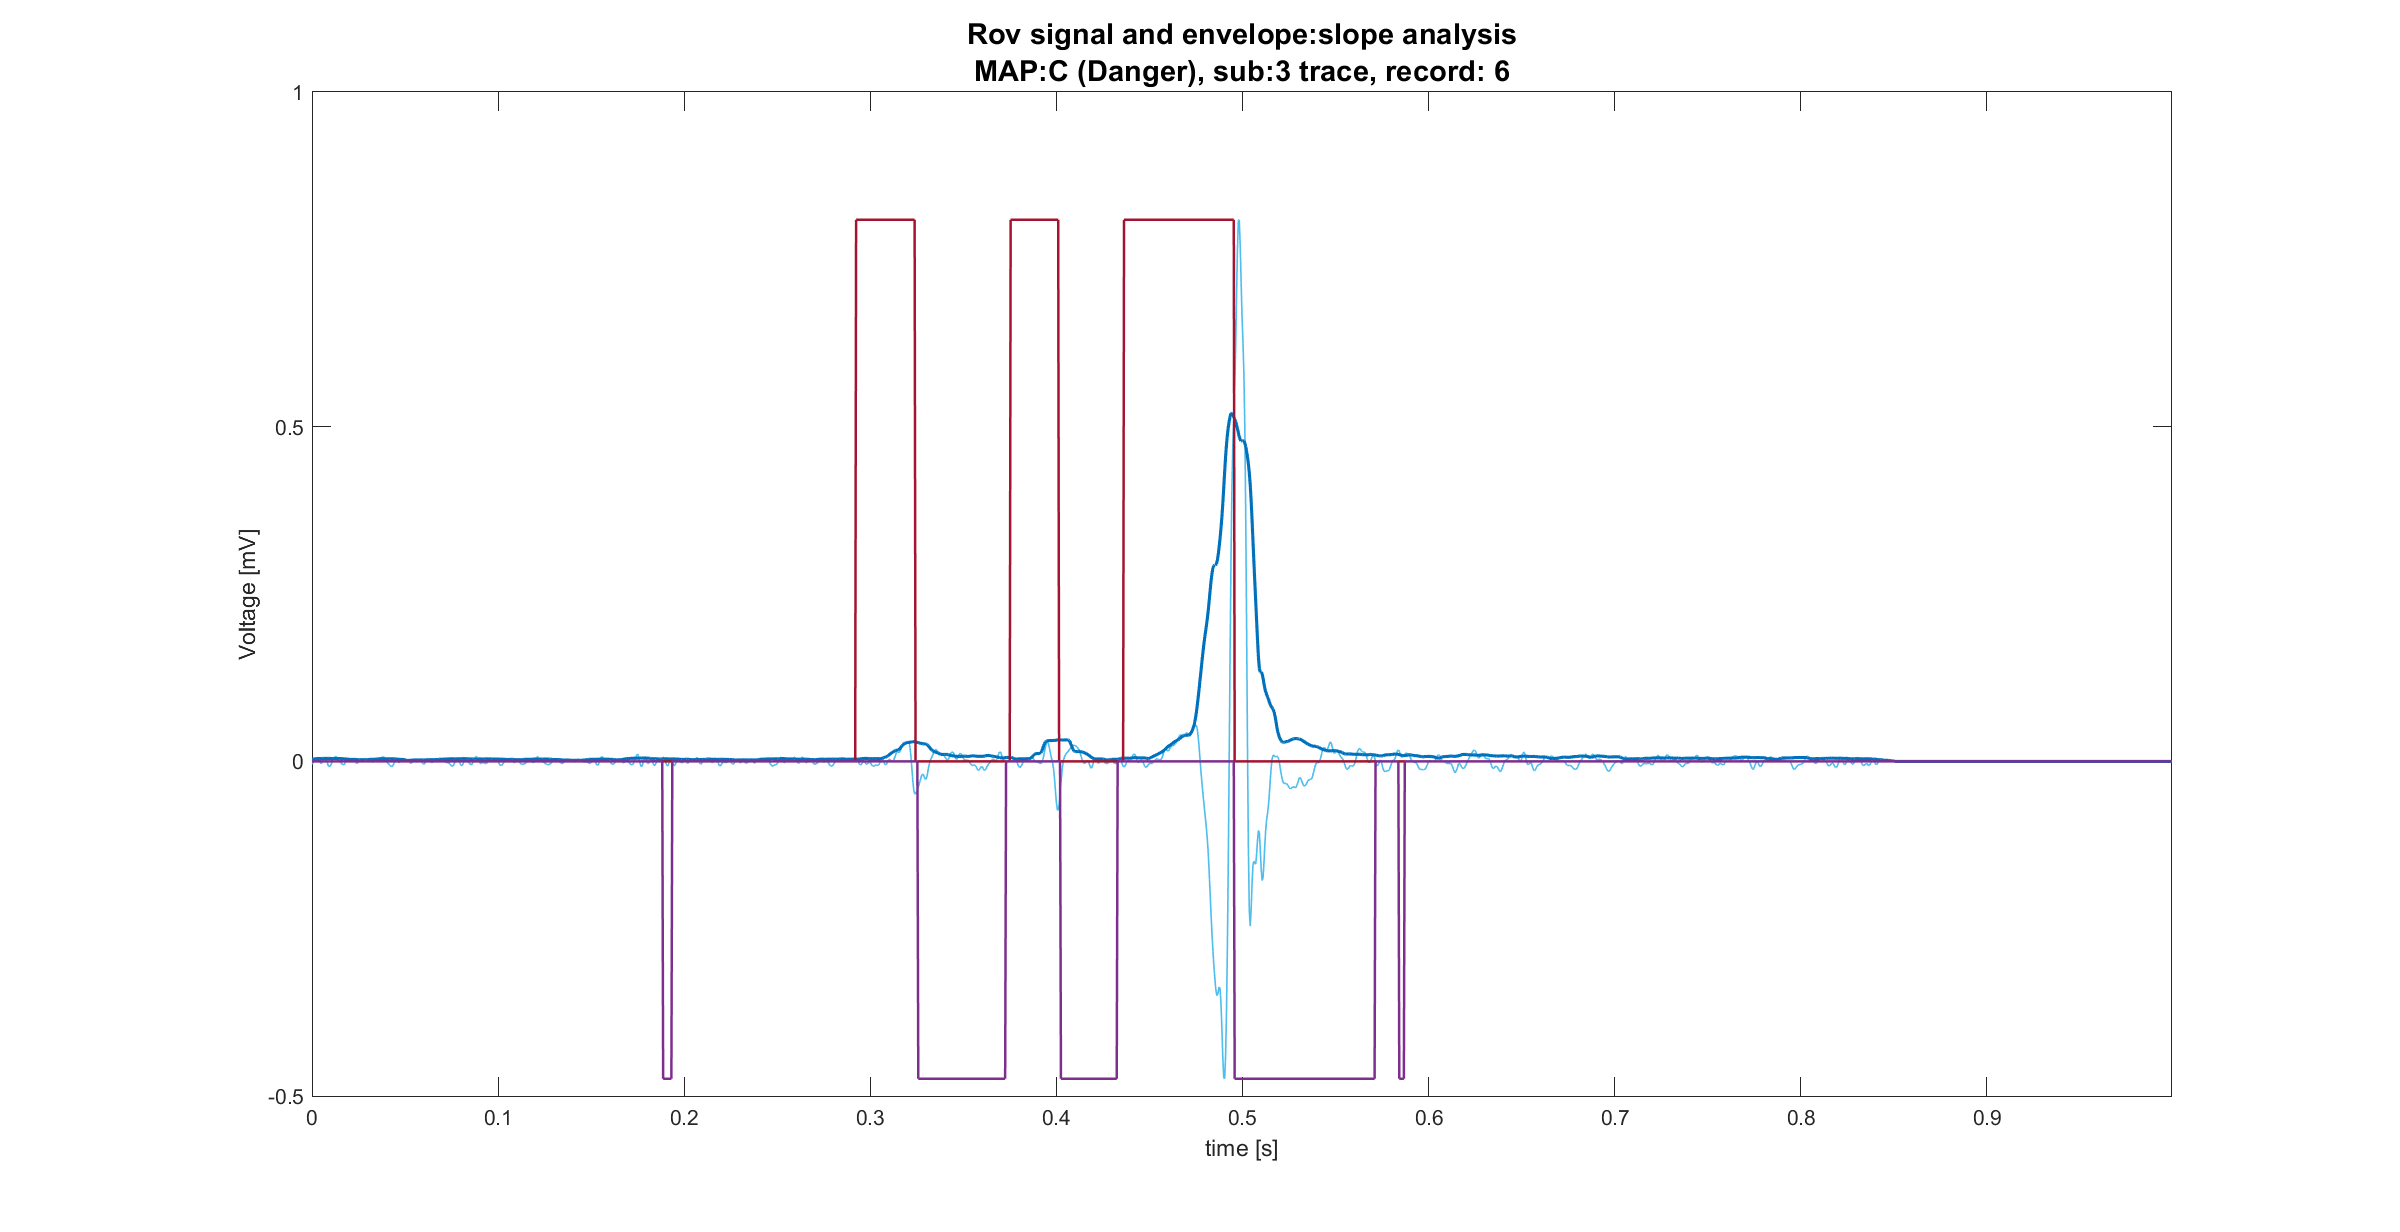 Rov signal and envelope:slope analysis
MAP:C (Danger), sub:3 trace, record: 6
1
0.5
0
-0.5
Voltage [mV]
0 0.1 0.2 0.3 0.4 0.5 0.6 0.7 0.8 0.9
time [s]